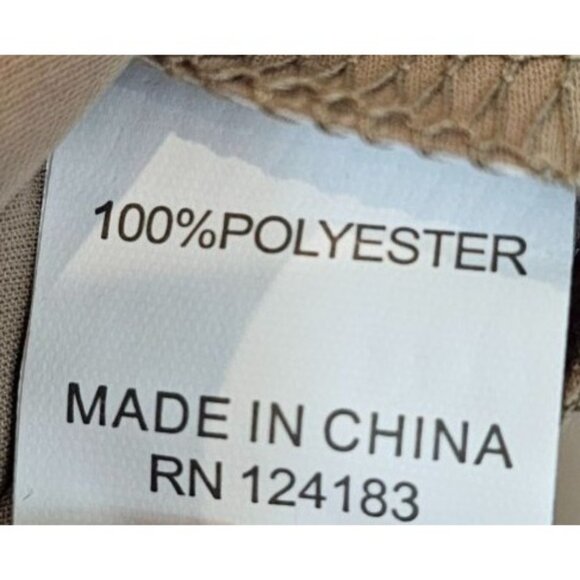 100%POLYESTER
MADE IN CHINA
RN 124183